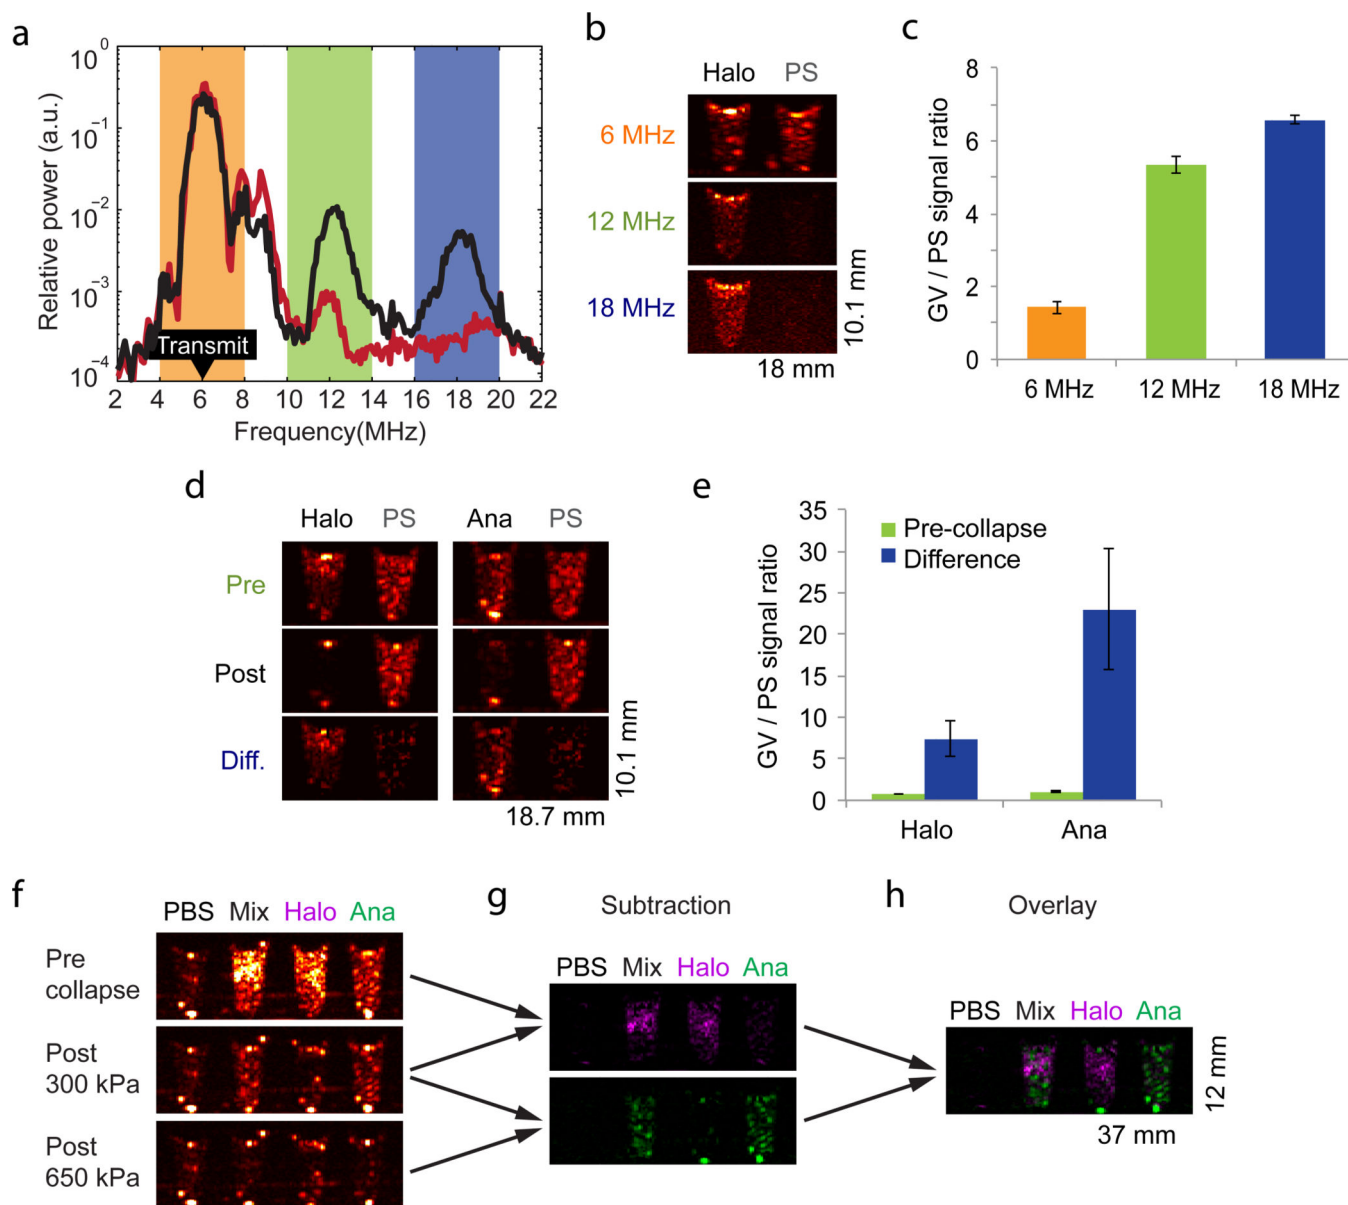 a
10^0
10^-1
10^-2
10^-3
10^-4
Relative power (a.u.)
Transmit
2 4 6 8 10 12 14 16 18 20 22
Frequency(MHz)
b
Halo PS
6 MHz
12 MHz
18 MHz
10.1 mm
18 mm
c
8
6
4
2
0
GV / PS signal ratio
6 MHz 12 MHz 18 MHz
d
Halo PS Ana PS
Pre
Post
Diff.
10.1 mm
18.7 mm
e
35
30
25
20
15
10
5
0
GV / PS signal ratio
Pre-collapse
Difference
Halo Ana
f
PBS Mix Halo Ana
Pre
collapse
Post
300 kPa
Post
650 kPa
g
Subtraction
PBS Mix Halo Ana
h
Overlay
PBS Mix Halo Ana
12 mm
37 mm